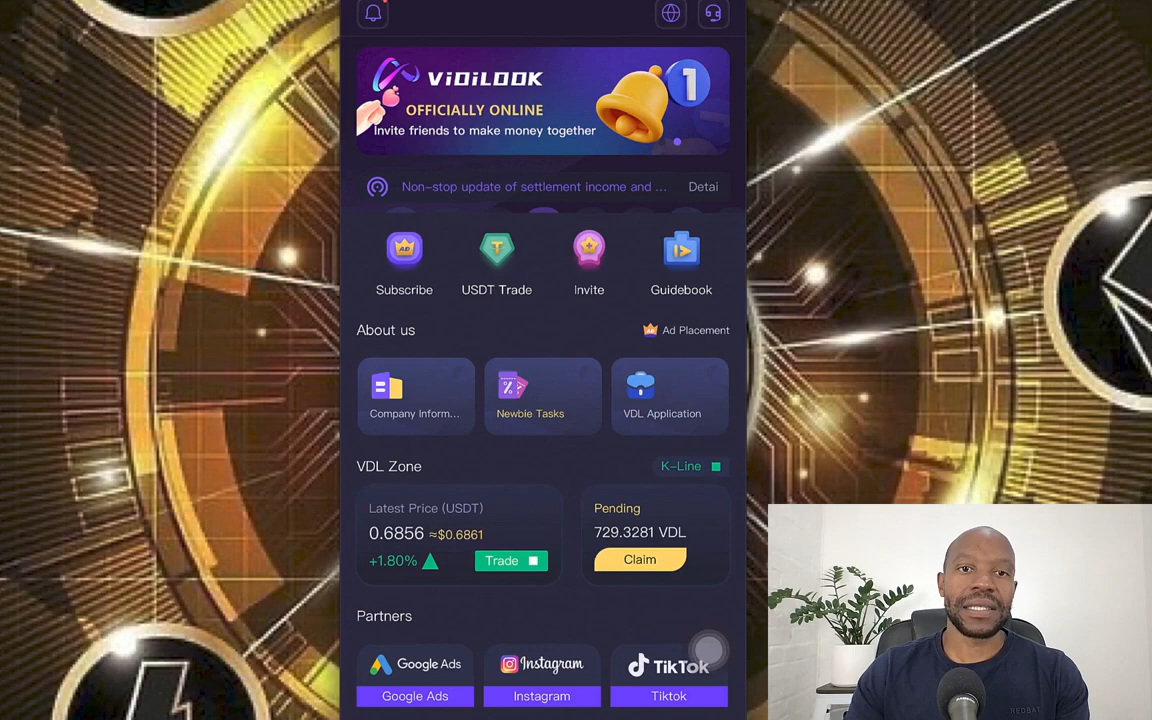 ViDiLOOK
1
OFFICIALLY ONLINE
Invite friends to make money together
Non-stop update of settlement income and ...
Detai
AD
T
Subscribe
USDT Trade
Invite
Guidebook
About us
Ad Placement
Company Inform...
Newbie Tasks
VDL Application
VDL Zone
K-Line
Latest Price (USDT)
Pending
0.6856 ≈$0.6861
729.3281 VDL
+1.80%
Trade
Claim
Partners
Google Ads
Instagram
TikTok
Google Ads
Instagram
Tiktok
REDBAT